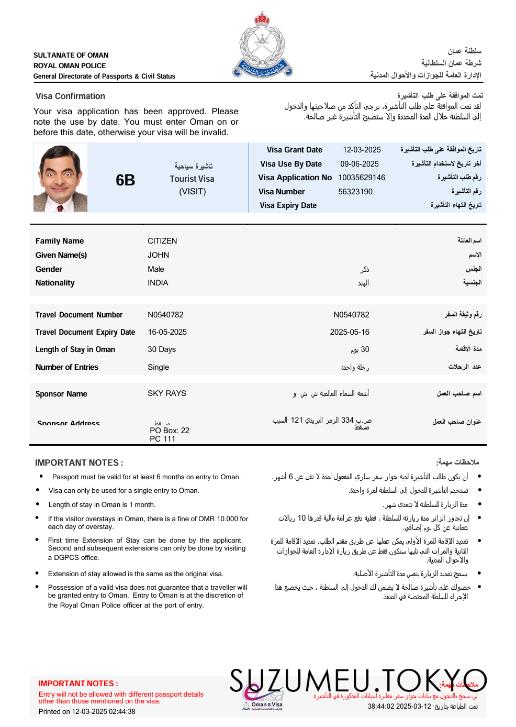 SULTANATE OF OMAN
ROYAL OMAN POLICE
General Directorate of Passports & Civil Status
سلطنة عمان
شرطة عمان السلطانية
الإدارة العامة للجوازات والأحوال المدنية
Visa Confirmation
Your visa application has been approved. Please
note the use by date. You must enter Oman on or
before this date, otherwise your visa will be invalid.
تمت الموافقة على طلب التأشيرة
لقد تمت الموافقة على طلب التأشيرة. يرجى التأكد من صلاحيتها والدخول
إلى السلطنة خلال المدة المحددة وإلا ستصبح التأشيرة غير صالحة.
6B
تأشيرة سياحية
Tourist Visa
(VISIT)
Visa Grant Date 12-03-2025 تاريخ الموافقة على طلب التأشيرة
Visa Use By Date 09-06-2025 آخر تاريخ لاستخدام التأشيرة
Visa Application No 10035629146 رقم طلب التأشيرة
Visa Number 56323190 رقم التأشيرة
Visa Expiry Date تاريخ انتهاء التأشيرة
Family Name CITIZEN اسم العائلة
Given Name(s) JOHN الاسم
Gender Male ذكر الجنس
Nationality INDIA الهند الجنسية
Travel Document Number N0540782 N0540782 رقم وثيقة السفر
Travel Document Expiry Date 16-05-2025 2025-05-16 تاريخ انتهاء جواز السفر
Length of Stay in Oman 30 Days 30 يوم مدة الاقامة
Number of Entries Single رحلة واحدة عدد الرحلات
Sponsor Name SKY RAYS أشعة السماء العالمية ش ش و اسم صاحب العمل
Sponsor Address ص.ب 334 الرمز البريدي 121 السيب عنوان صاحب العمل
مسقط
PO Box: 22
PC 111
IMPORTANT NOTES :
• Passport must be valid for at least 6 months on entry to Oman.
• Visa can only be used for a single entry to Oman.
• Length of stay in Oman is 1 month.
• If the visitor overstays in Oman, there is a fine of OMR 10.000 for
each day of overstay.
• First time Extension of Stay can be done by the applicant.
Second and subsequent extensions can only be done by visiting
a DGPCS office.
• Extension of stay allowed is the same as the original visa.
• Possession of a valid visa does not guarantee that a traveller will
be granted entry to Oman. Entry to Oman is at the discretion of
the Royal Oman Police officer at the port of entry.
ملاحظات مهمة:
• أن يكون طالب التأشيرة لديه جواز سفر ساري المفعول لمدة لا تقل عن 6 أشهر.
• تستخدم التأشيرة للدخول إلى السلطنة لمرة واحدة.
• مدة الزيارة للسلطنة لا تتعدى شهر.
• إن تجاوز الزائر مدة زيارته للسلطنة ، فعليه دفع غرامة مالية قدرها 10 ريالات
عمانية عن كل يوم إضافي.
• تمديد الإقامة للمرة الأولى يمكن عملها عن طريق مقدم الطلب. تمديد الإقامة للمرة
الثانية والمرات التي تليها ستكون فقط عن طريق زيارة الإدارة العامة للجوازات
والأحوال المدنية.
• يسمح تمديد الزيارة بنفس مدة التأشيرة الأصلية.
• حصولك على تأشيرة صالحة لا يضمن لك الدخول إلى السلطنة ، حيث يخضع هذا
الإجراء للسلطة المختصة في المنفذ.
IMPORTANT NOTES :
Entry will not be allowed with different passport details
other than those mentioned on the visa.
Printed on 12-03-2025 02:44:38
SUZUMEU.TOKYO
eVisa
Oman e Visa
ملاحظات مهمة:
38:44:02 2025-03-12 تمت الطباعة بتاريخ